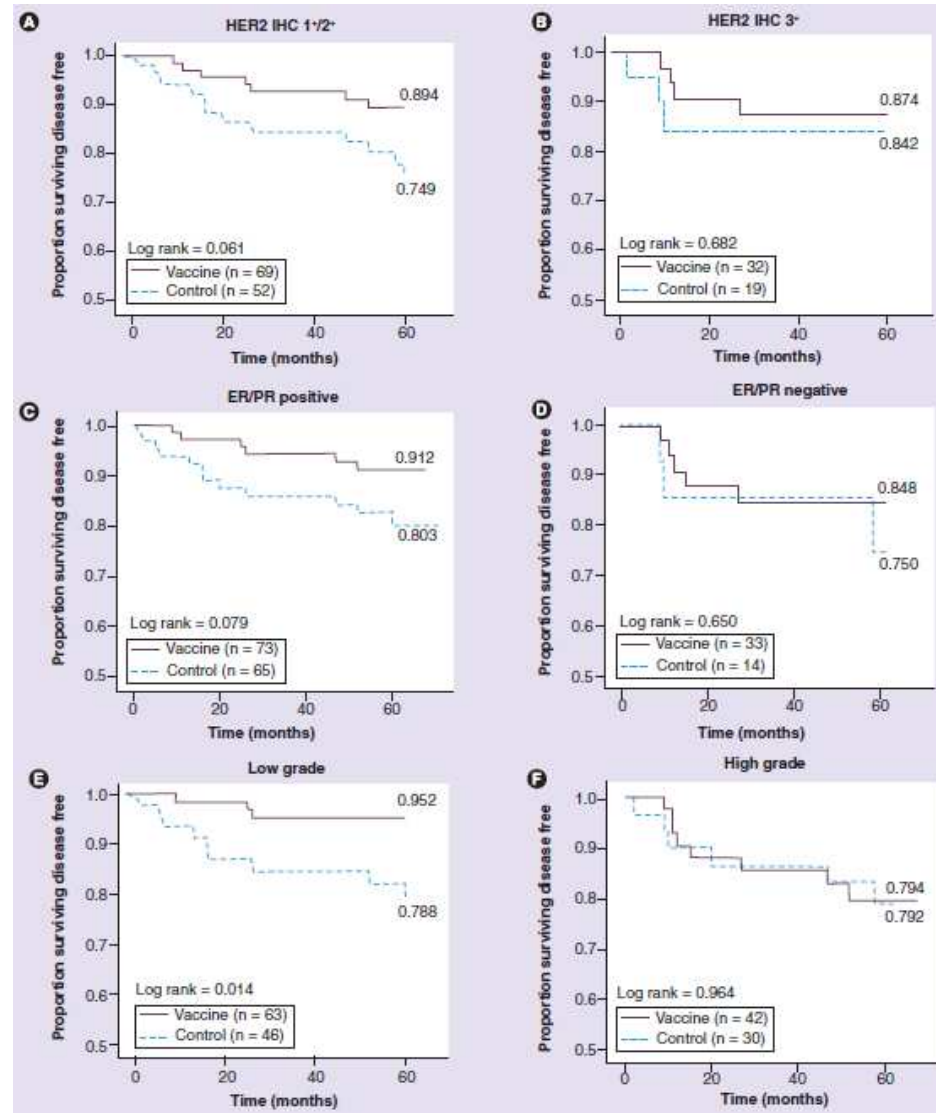 A
HER2 IHC 1+/2+
Proportion surviving disease free
1.0
0.9
0.8
0.7
0.6
0.5
0.894
0.749
Log rank = 0.061
Vaccine (n = 69)
Control (n = 52)
0
20
40
60
Time (months)
B
HER2 IHC 3+
Proportion surviving disease free
1.0
0.9
0.8
0.7
0.6
0.5
0.874
0.842
Log rank = 0.682
Vaccine (n = 32)
Control (n = 19)
0
20
40
60
Time (months)
C
ER/PR positive
Proportion surviving disease free
1.0
0.9
0.8
0.7
0.6
0.5
0.912
0.803
Log rank = 0.079
Vaccine (n = 73)
Control (n = 65)
0
20
40
60
Time (months)
D
ER/PR negative
Proportion surviving disease free
1.0
0.9
0.8
0.7
0.6
0.5
0.848
0.750
Log rank = 0.650
Vaccine (n = 33)
Control (n = 14)
0
20
40
60
Time (months)
E
Low grade
Proportion surviving disease free
1.0
0.9
0.8
0.7
0.6
0.5
0.952
0.788
Log rank = 0.014
Vaccine (n = 63)
Control (n = 46)
0
20
40
60
Time (months)
F
High grade
Proportion surviving disease free
1.0
0.9
0.8
0.7
0.6
0.5
0.794
0.792
Log rank = 0.964
Vaccine (n = 42)
Control (n = 30)
0
20
40
60
Time (months)